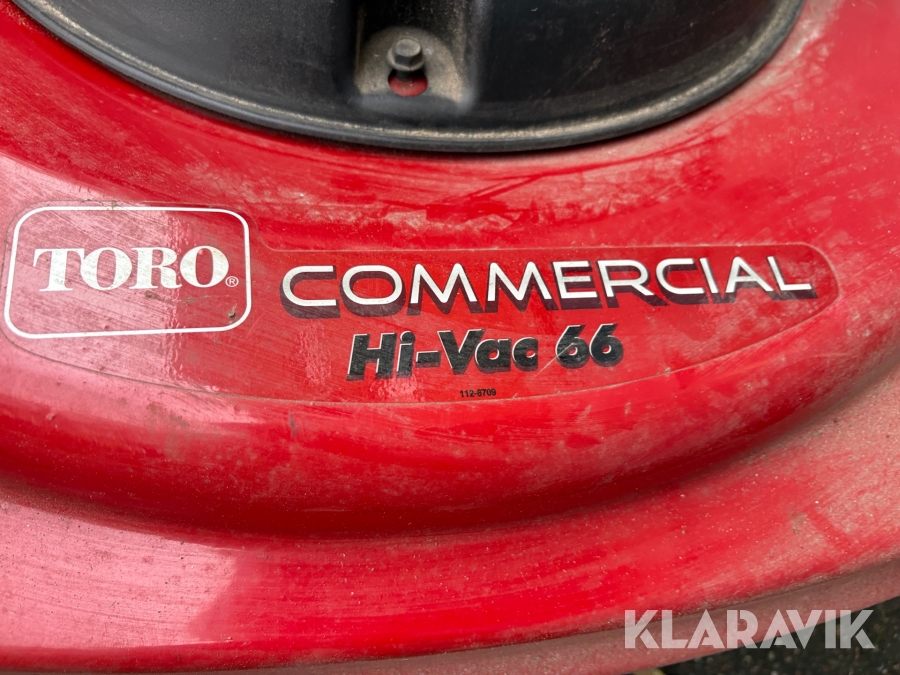 TORO®
COMMERCIAL
Hi-Vac 66
112-8709
KLARAVIK